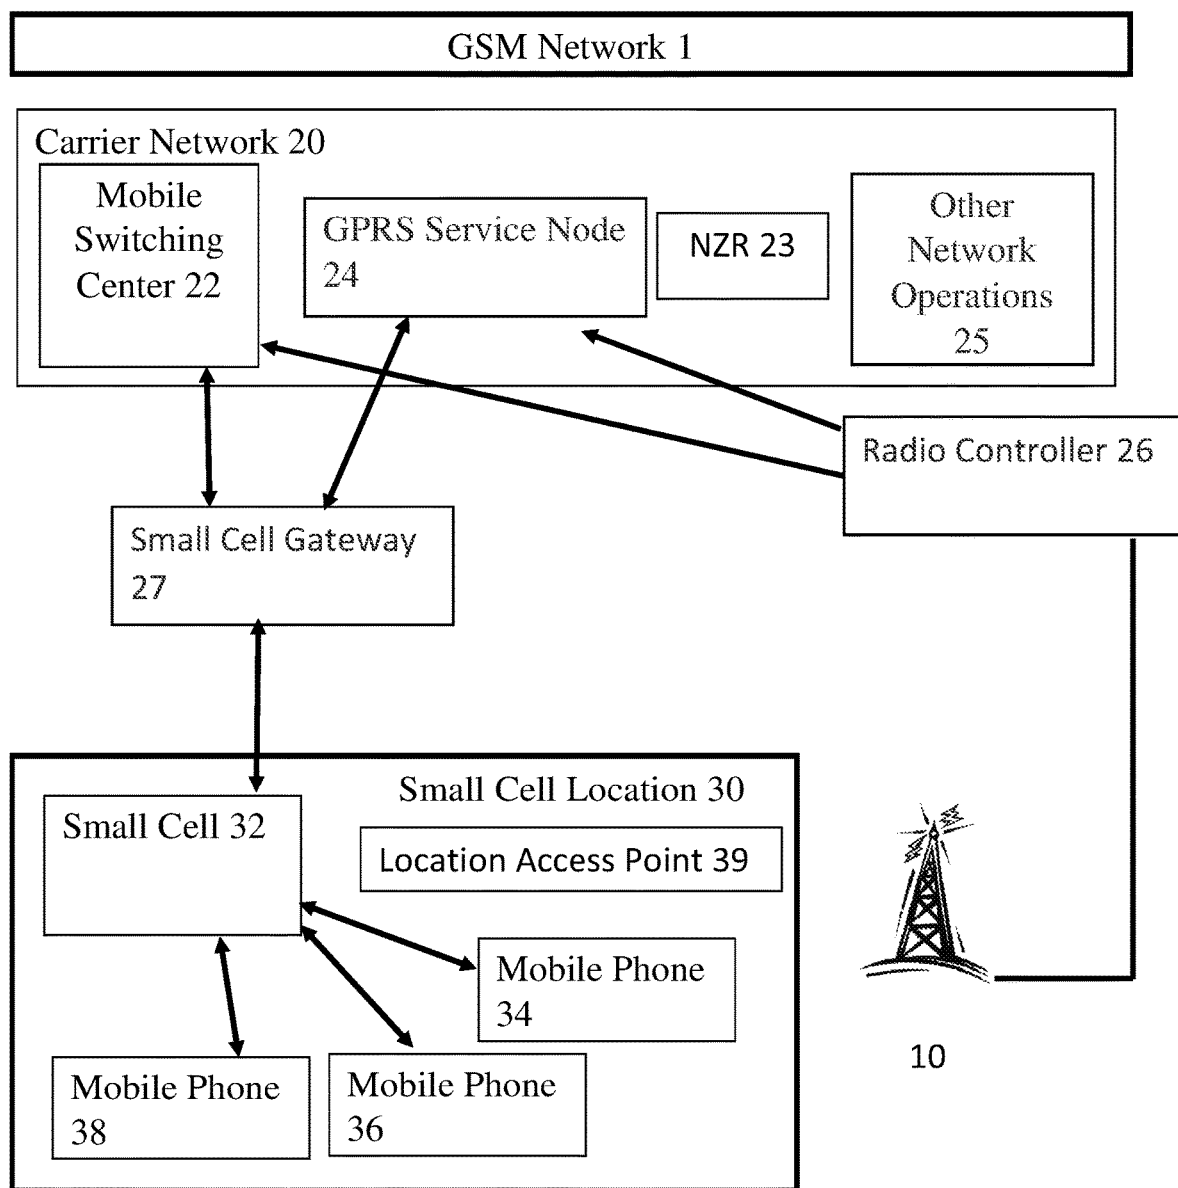 GSM Network 1
Carrier Network 20
Mobile
Switching
Center 22
GPRS Service Node
24
NZR 23
Other
Network
Operations
25
Radio Controller 26
Small Cell Gateway
27
Small Cell Location 30
Small Cell 32
Location Access Point 39
Mobile Phone
34
Mobile Phone
38
Mobile Phone
36
10